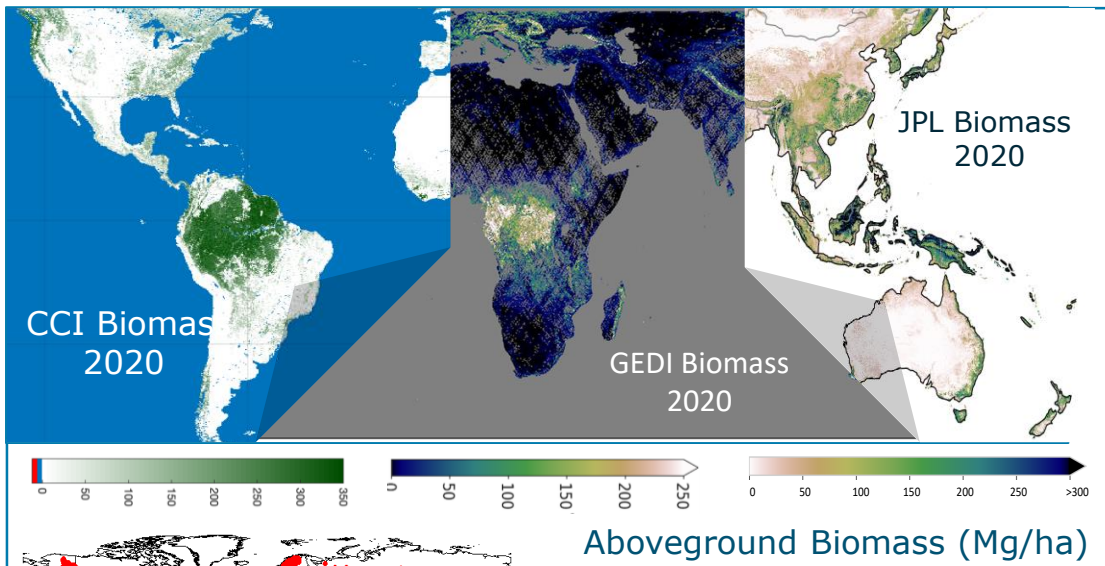 JPL Biomass
2020
CCI Biomas
2020
GEDI Biomass
2020
0 50 100 150 200 250 300 350
0 50 100 150 200 250
0 50 100 150 200 250 >300
Aboveground Biomass (Mg/ha)